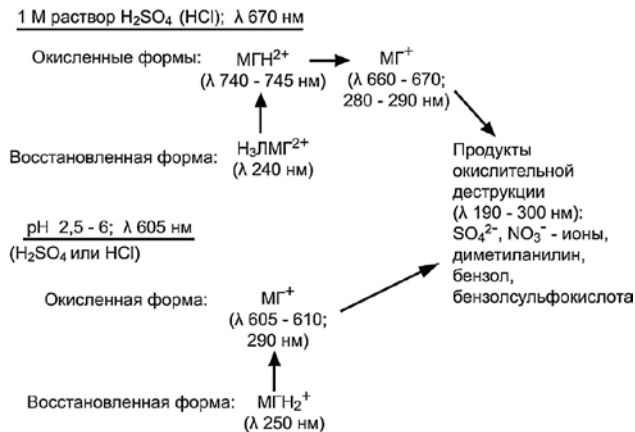 1 М раствор H₂SO₄ (HCl); λ 670 нм
Окисленные формы: МГН²⁺ МГ⁺
(λ 740 - 745 нм) (λ 660 - 670;
280 - 290 нм)
Восстановленная форма: Н₃ЛМГ²⁺
(λ 240 нм)
Продукты
окислительной
деструкции
(λ 190 - 300 нм):
SO₄²⁻, NO₃⁻ - ионы,
диметиланилин,
бензол,
бензолсульфокислота
pH 2,5 - 6; λ 605 нм
(H₂SO₄ или HCl)
Окисленная форма: МГ⁺
(λ 605 - 610;
290 нм)
Восстановленная форма: МГН₂⁺
(λ 250 нм)